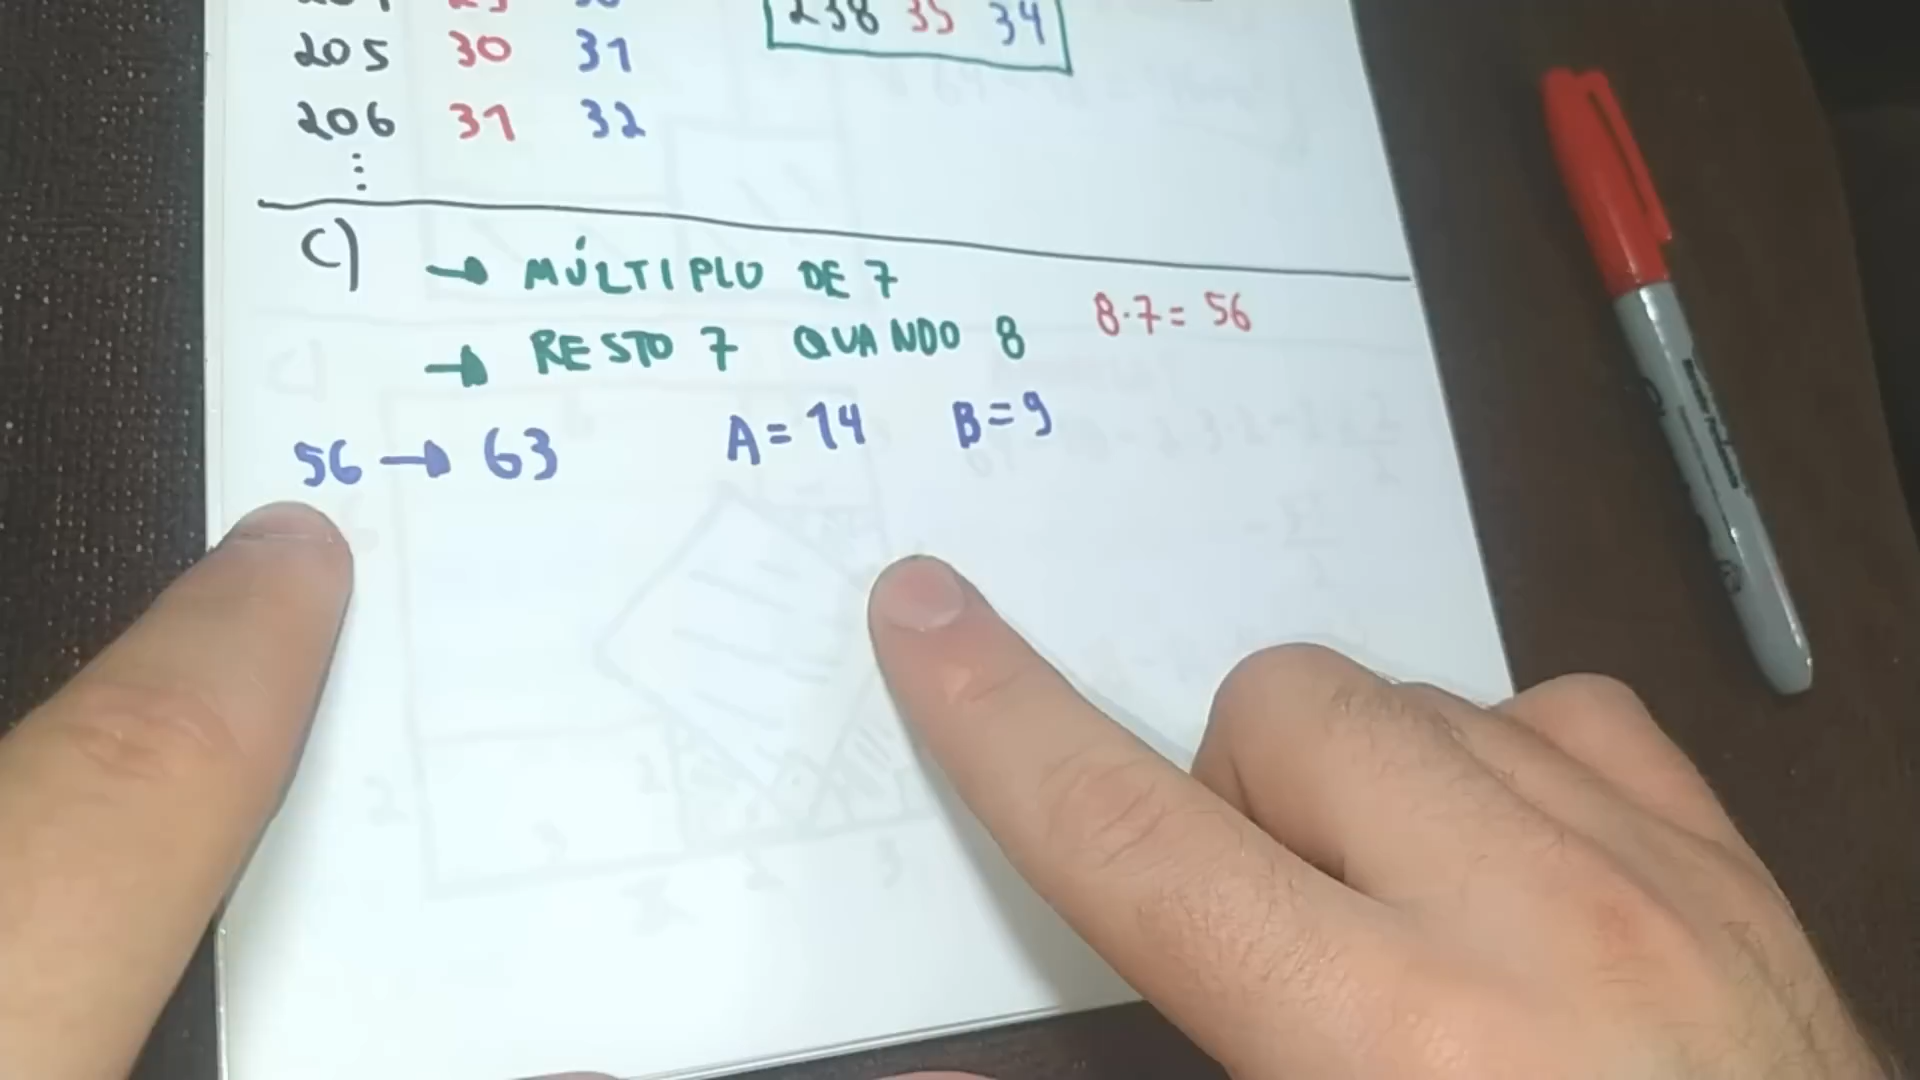 238 35 34
205 30 31
206 31 32
⋮
C) → MÚLTIPLO DE 7
→ RESTO 7 QUANDO 8
8·7= 56
56 → 63 A=14 B=9